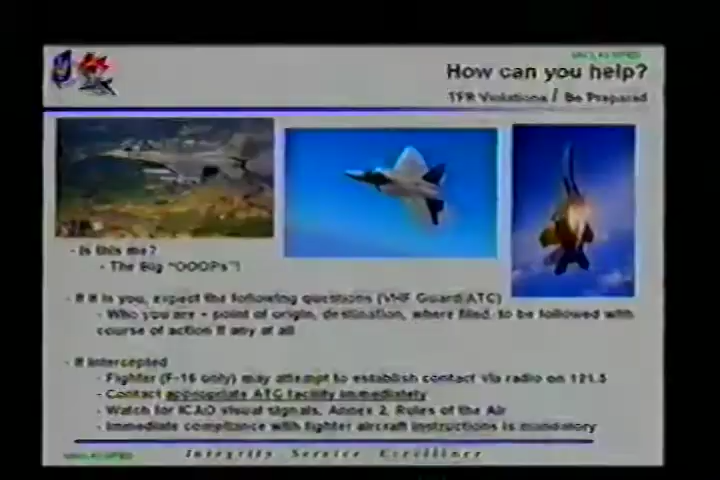 UNCLASSIFIED
How can you help?
TFR Violations / Be Prepared
- Is this me?
- The Big "OOOPs"!
- If it is you, expect the following questions (VHF Guard/ATC)
- Who you are - point of origin, destination, where filed, to be followed with
course of action if any at all
- If intercepted
- Fighter (F-16 only) may attempt to establish contact via radio on 121.5
- Contact appropriate ATC facility immediately
- Watch for ICAO visual signals, Annex 2, Rules of the Air
- Immediate compliance with fighter aircraft instructions is mandatory
UNCLASSIFIED
Integrity Service Excellence